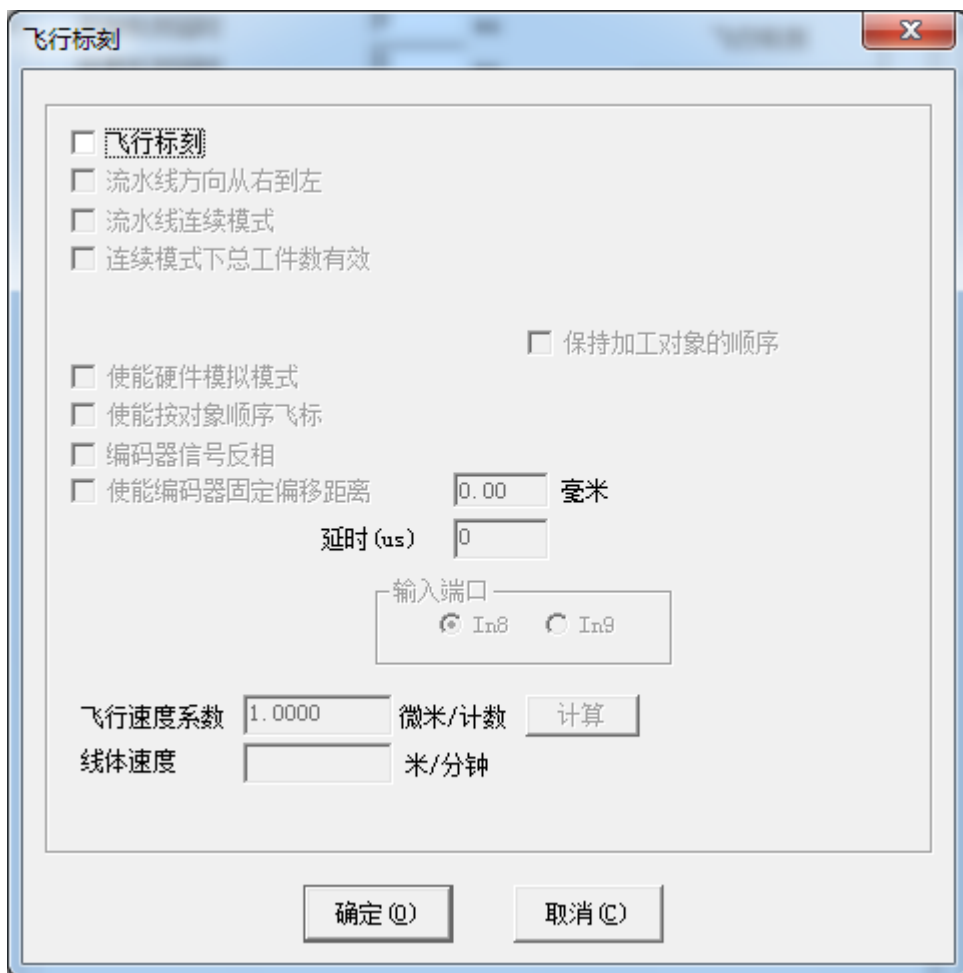 飞行标刻
飞行标刻
流水线方向从右到左
流水线连续模式
连续模式下总工件数有效
保持加工对象的顺序
使能硬件模拟模式
使能按对象顺序飞标
编码器信号反相
使能编码器固定偏移距离 0.00 毫米
延时(us) 0
输入端口
In8 In9
飞行速度系数 1.0000 微米/计数 计算
线体速度 米/分钟
确定(O) 取消(C)